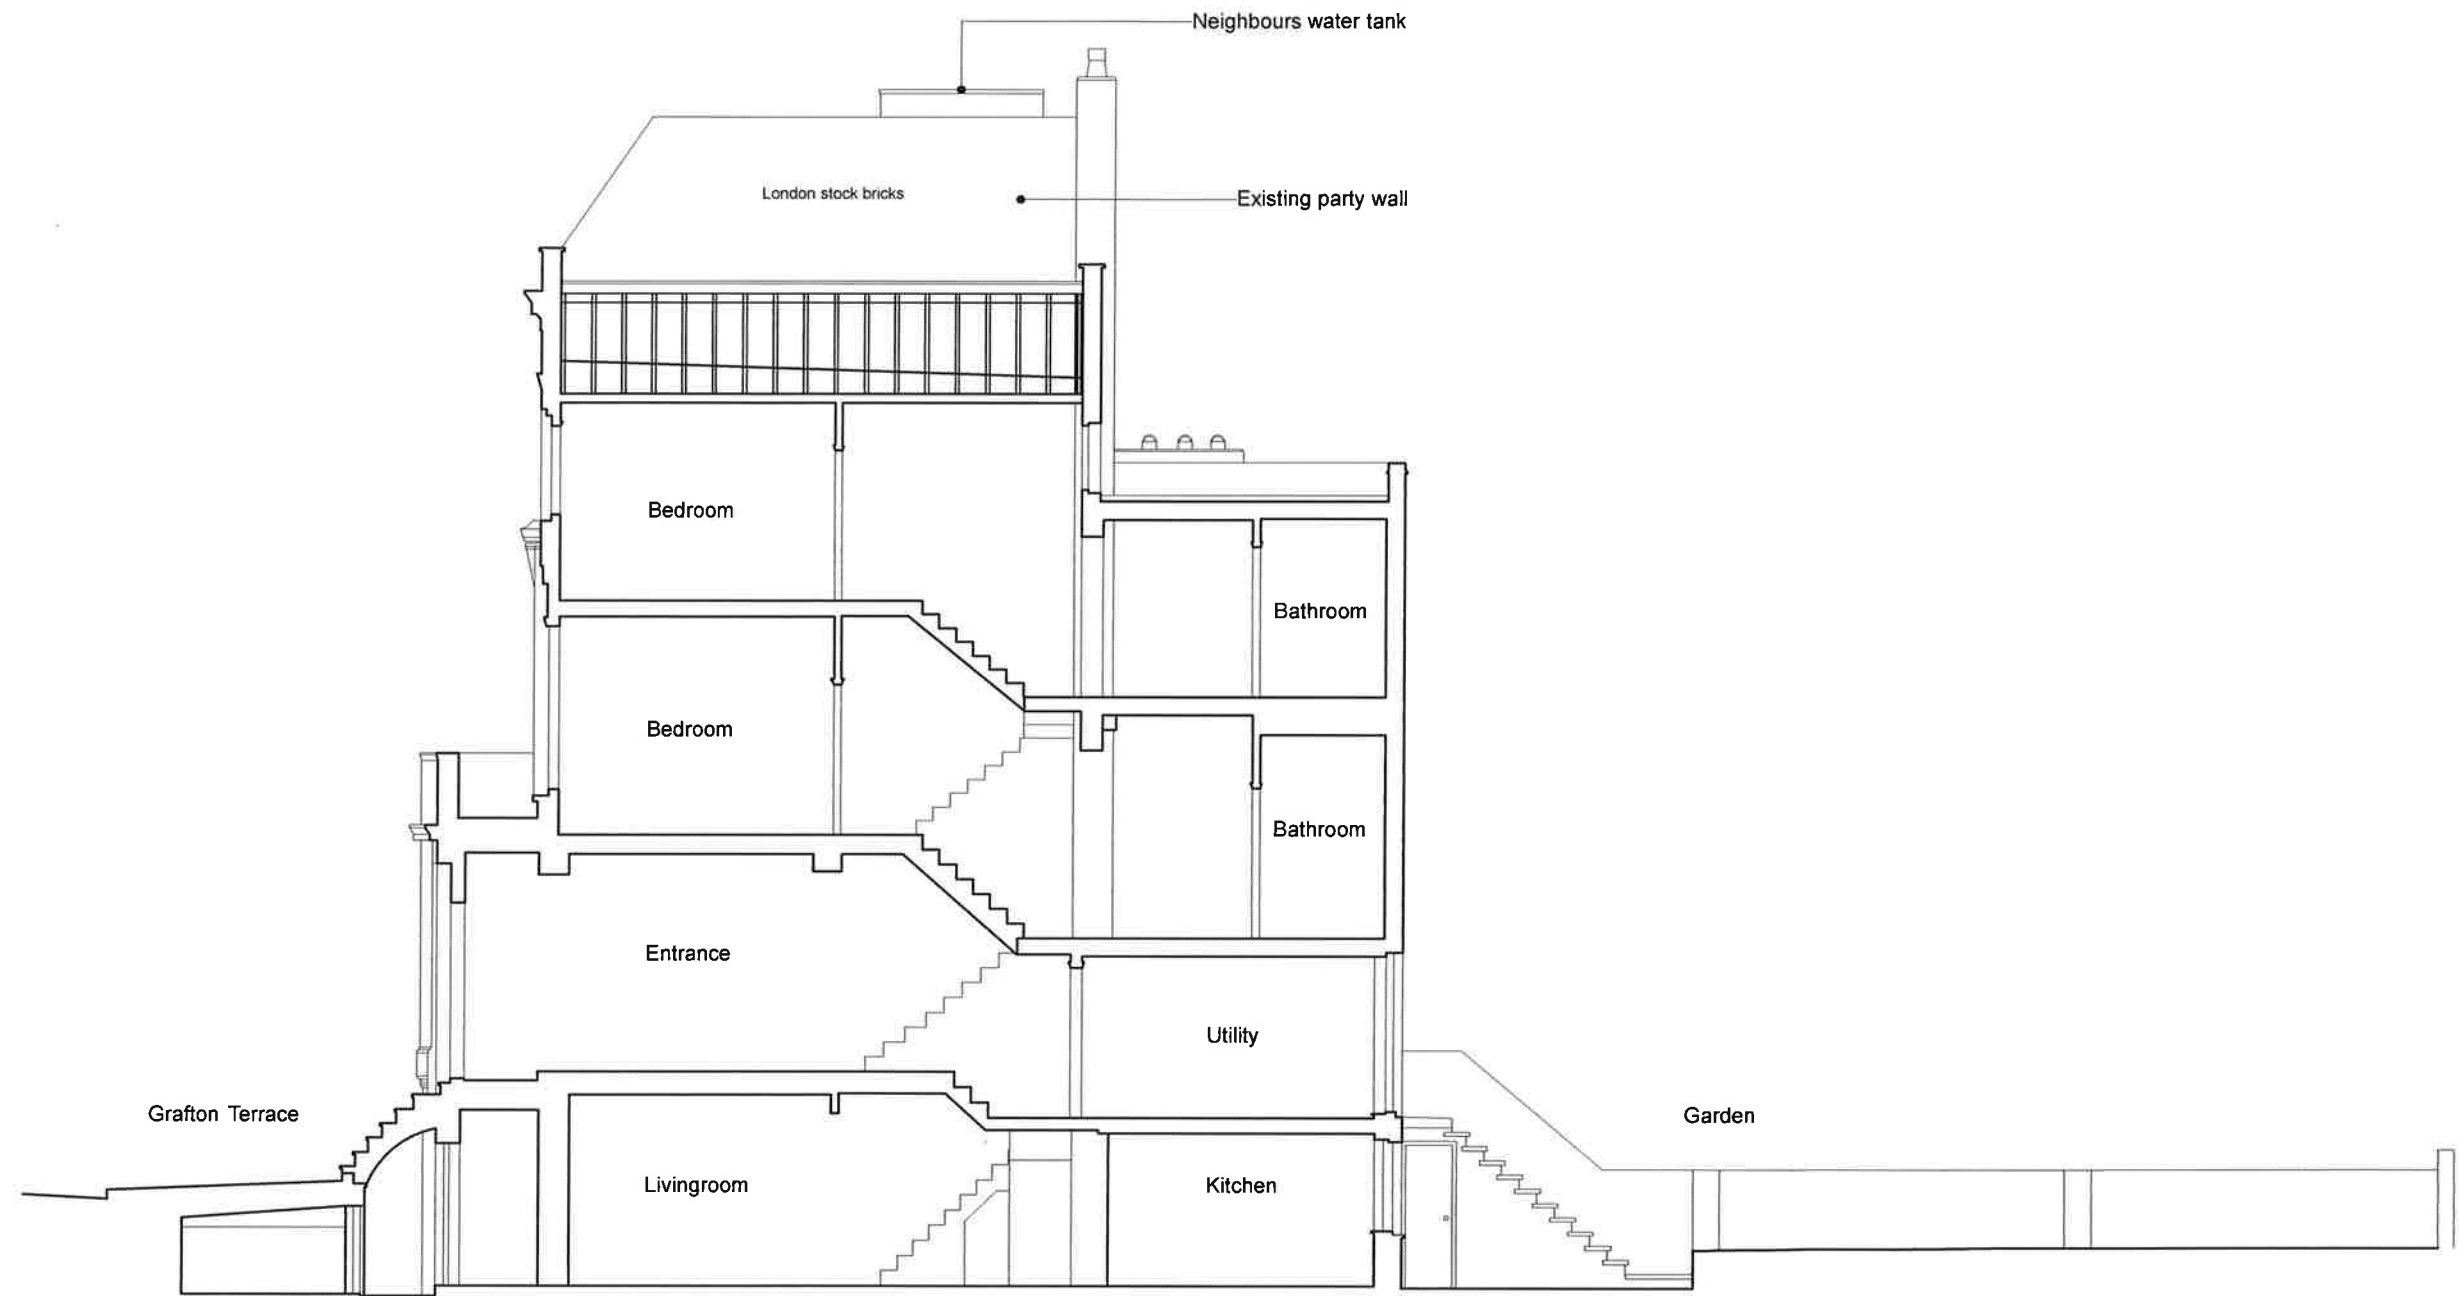 Neighbours water tank
London stock bricks
Existing party wall
Bedroom
Bathroom
Bedroom
Bathroom
Entrance
Utility
Grafton Terrace
Garden
Livingroom
Kitchen